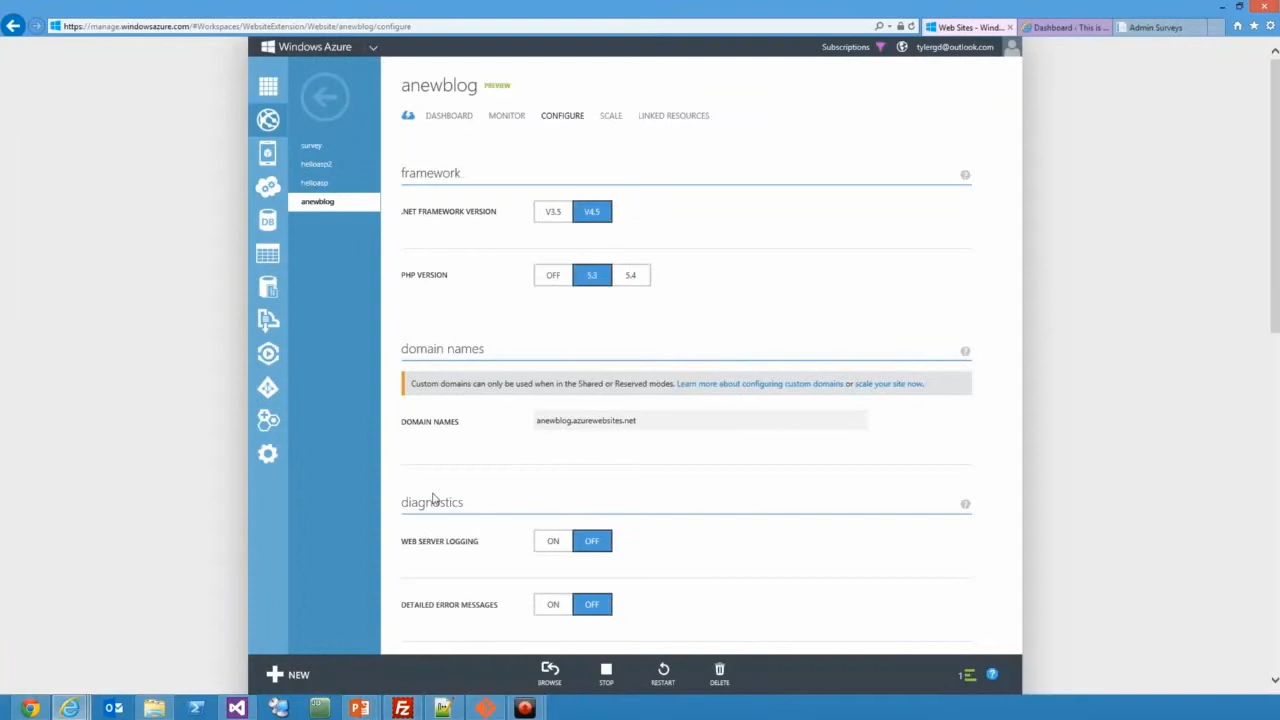 https://manage.windowsazure.com/#Workspaces/WebsiteExtension/Website/anewblog/configure
Web Sites - Wind...
Dashboard - This is ...
Admin Surveys
Windows Azure
Subscriptions
tylergd@outlook.com
anewblog
PREVIEW
DASHBOARD
MONITOR
CONFIGURE
SCALE
LINKED RESOURCES
survey
helloasp2
helloasp
anewblog
framework
?
.NET FRAMEWORK VERSION
V3.5
V4.5
PHP VERSION
OFF
5.3
5.4
domain names
?
Custom domains can only be used when in the Shared or Reserved modes. Learn more about configuring custom domains or scale your site now.
DOMAIN NAMES
anewblog.azurewebsites.net
diagnostics
?
WEB SERVER LOGGING
ON
OFF
DETAILED ERROR MESSAGES
ON
OFF
DB
NEW
BROWSE
STOP
RESTART
DELETE
1
?